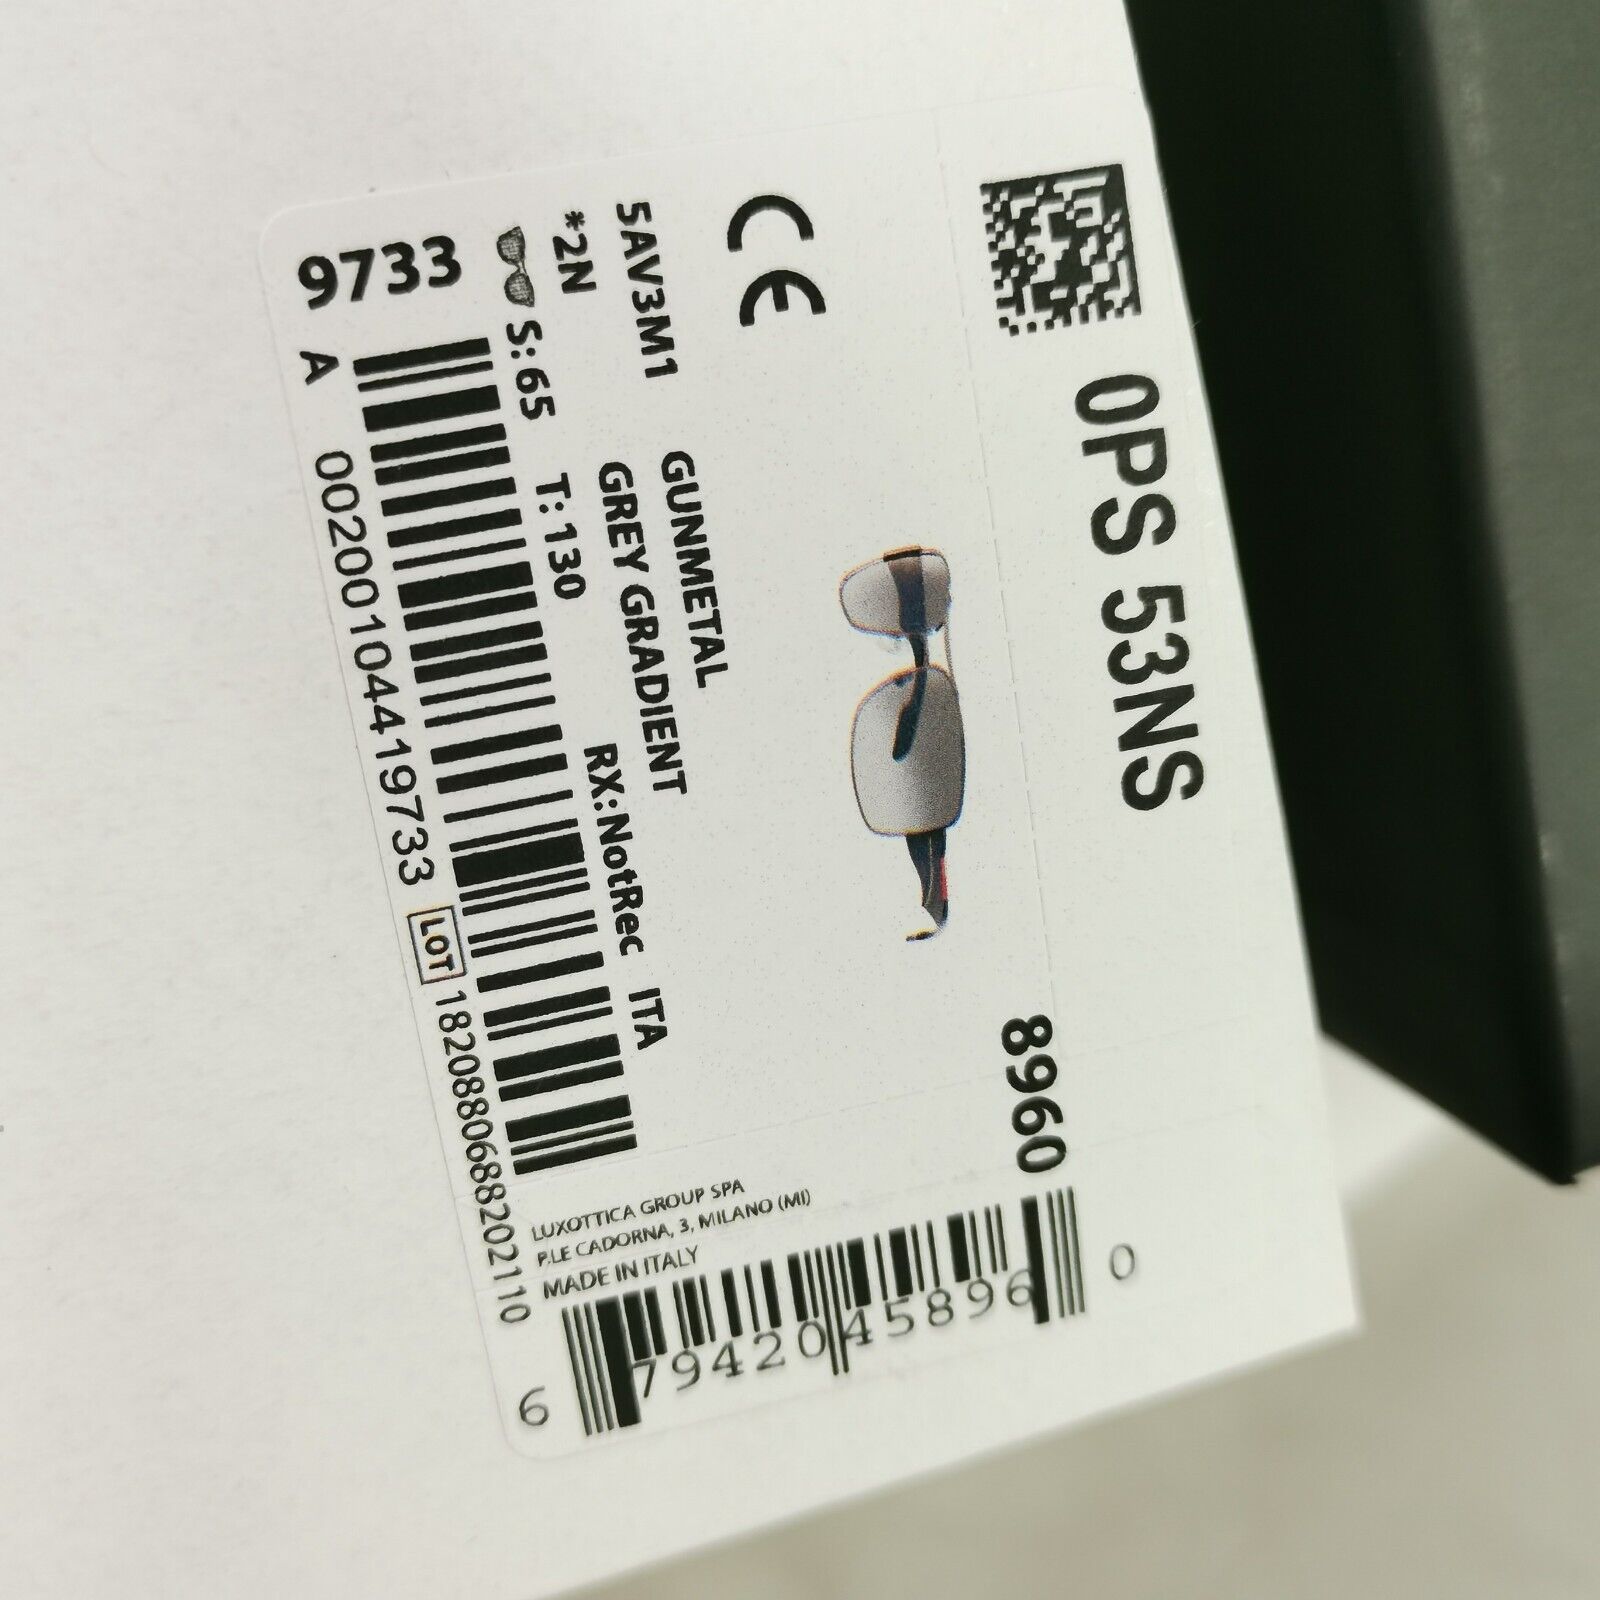 0PS 53NS
8960
CE
5AV3M1 GUNMETAL
*2N GREY GRADIENT
S:65 T:130 RX:NotRec ITA
9733
A 00200104419733 LOT 1820880688202110
LUXOTTICA GROUP SPA
P.LE CADORNA, 3, MILANO (MI)
MADE IN ITALY
6 79420 45896 0